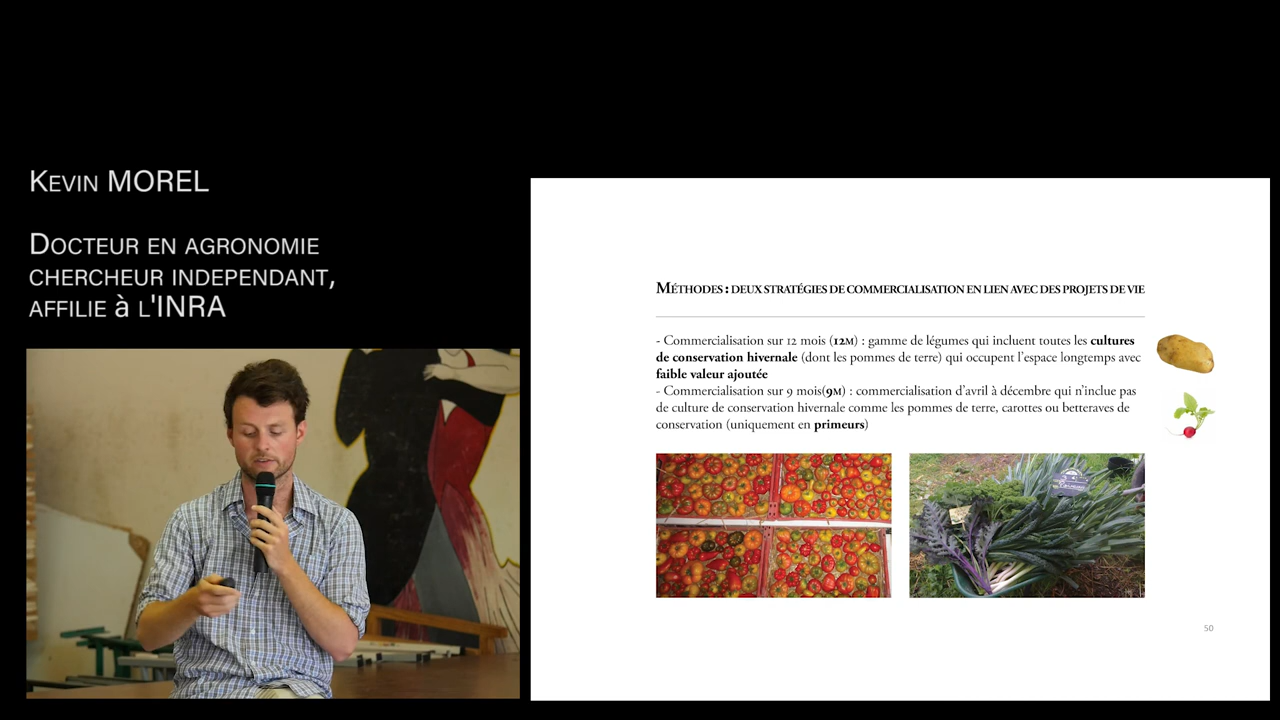 KEVIN MOREL
DOCTEUR EN AGRONOMIE
CHERCHEUR INDEPENDANT,
AFFILIE à L'INRA
MÉTHODES : DEUX STRATÉGIES DE COMMERCIALISATION EN LIEN AVEC DES PROJETS DE VIE
- Commercialisation sur 12 mois (12M) : gamme de légumes qui incluent toutes les cultures
de conservation hivernale (dont les pommes de terre) qui occupent l'espace longtemps avec
faible valeur ajoutée
- Commercialisation sur 9 mois(9M) : commercialisation d'avril à décembre qui n'inclue pas
de culture de conservation hivernale comme les pommes de terre, carottes ou betteraves de
conservation (uniquement en primeurs)
50